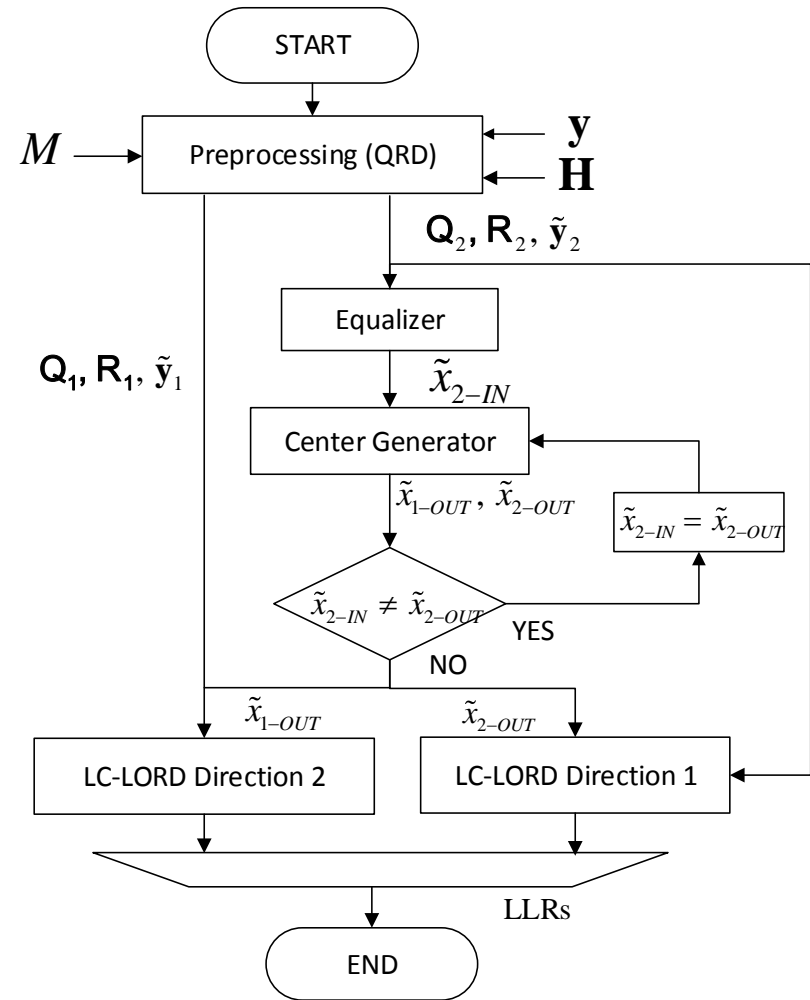 START
M
Preprocessing (QRD)
y
H
Q₂, R₂, ỹ₂
Equalizer
Q₁, R₁, ỹ₁
x̃₂₋IN
Center Generator
x̃₁₋OUT , x̃₂₋OUT
x̃₂₋IN = x̃₂₋OUT
x̃₂₋IN ≠ x̃₂₋OUT
YES
NO
x̃₁₋OUT
x̃₂₋OUT
LC-LORD Direction 2
LC-LORD Direction 1
LLRs
END